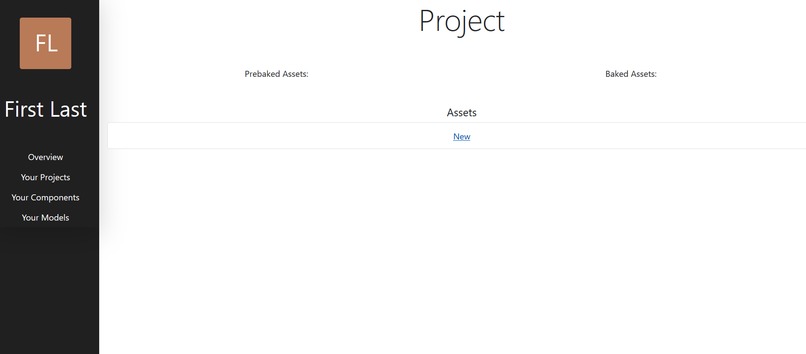 FL
First Last
Overview
Your Projects
Your Components
Your Models
Project
Prebaked Assets:
Baked Assets:
Assets
New